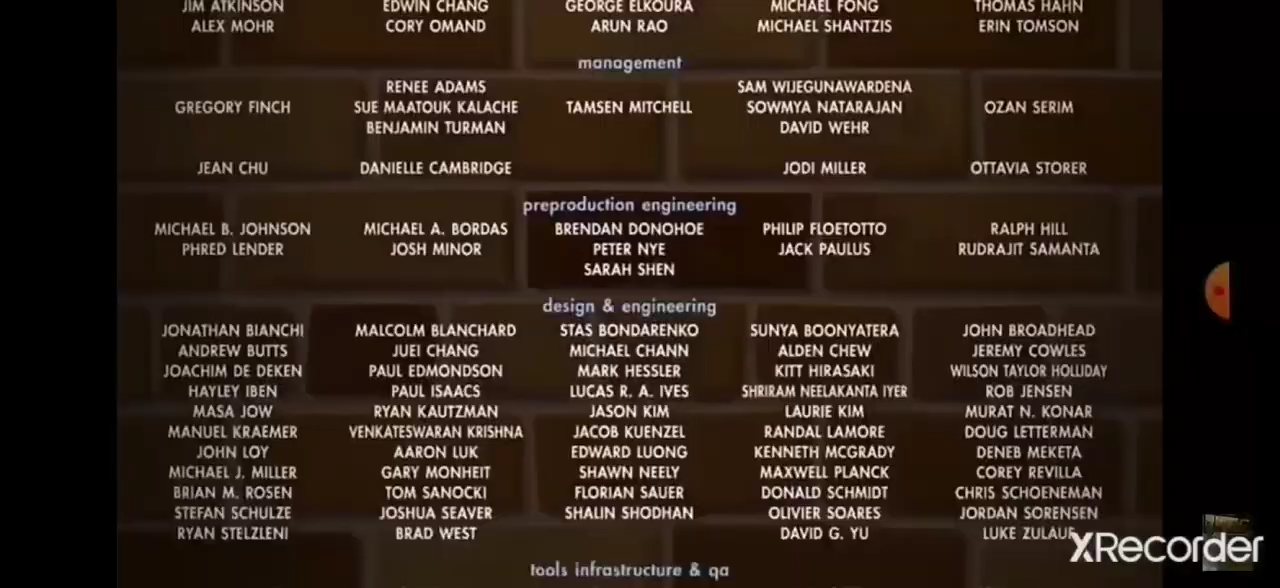 JIM ATKINSON EDWIN CHANG GEORGE ELKOURA MICHAEL FONG THOMAS HAHN
ALEX MOHR CORY OMAND ARUN RAO MICHAEL SHANTZIS ERIN TOMSON
management
RENEE ADAMS SAM WIJEGUNAWARDENA
GREGORY FINCH SUE MAATOUK KALACHE TAMSEN MITCHELL SOWMYA NATARAJAN OZAN SERIM
BENJAMIN TURMAN DAVID WEHR
JEAN CHU DANIELLE CAMBRIDGE JODI MILLER OTTAVIA STORER
preproduction engineering
MICHAEL B. JOHNSON MICHAEL A. BORDAS BRENDAN DONOHOE PHILIP FLOETOTTO RALPH HILL
PHRED LENDER JOSH MINOR PETER NYE JACK PAULUS RUDRAJIT SAMANTA
SARAH SHEN
design & engineering
JONATHAN BIANCHI MALCOLM BLANCHARD STAS BONDARENKO SUNYA BOONYATERA JOHN BROADHEAD
ANDREW BUTTS JUEI CHANG MICHAEL CHANN ALDEN CHEW JEREMY COWLES
JOACHIM DE DEKEN PAUL EDMONDSON MARK HESSLER KITT HIRASAKI WILSON TAYLOR HOLLIDAY
HAYLEY IBEN PAUL ISAACS LUCAS R. A. IVES SHRIRAM NEELAKANTA IYER ROB JENSEN
MASA JOW RYAN KAUTZMAN JASON KIM LAURIE KIM MURAT N. KONAR
MANUEL KRAEMER VENKATESWARAN KRISHNA JACOB KUENZEL RANDAL LAMORE DOUG LETTERMAN
JOHN LOY AARON LUK EDWARD LUONG KENNETH MCGRADY DENEB MEKETA
MICHAEL J. MILLER GARY MONHEIT SHAWN NEELY MAXWELL PLANCK COREY REVILLA
BRIAN M. ROSEN TOM SANOCKI FLORIAN SAUER DONALD SCHMIDT CHRIS SCHOENEMAN
STEFAN SCHULZE JOSHUA SEAVER SHALIN SHODHAN OLIVIER SOARES JORDAN SORENSEN
RYAN STELZLENI BRAD WEST DAVID G. YU LUKE ZULAUF
XRecorder
tools infrastructure & qa